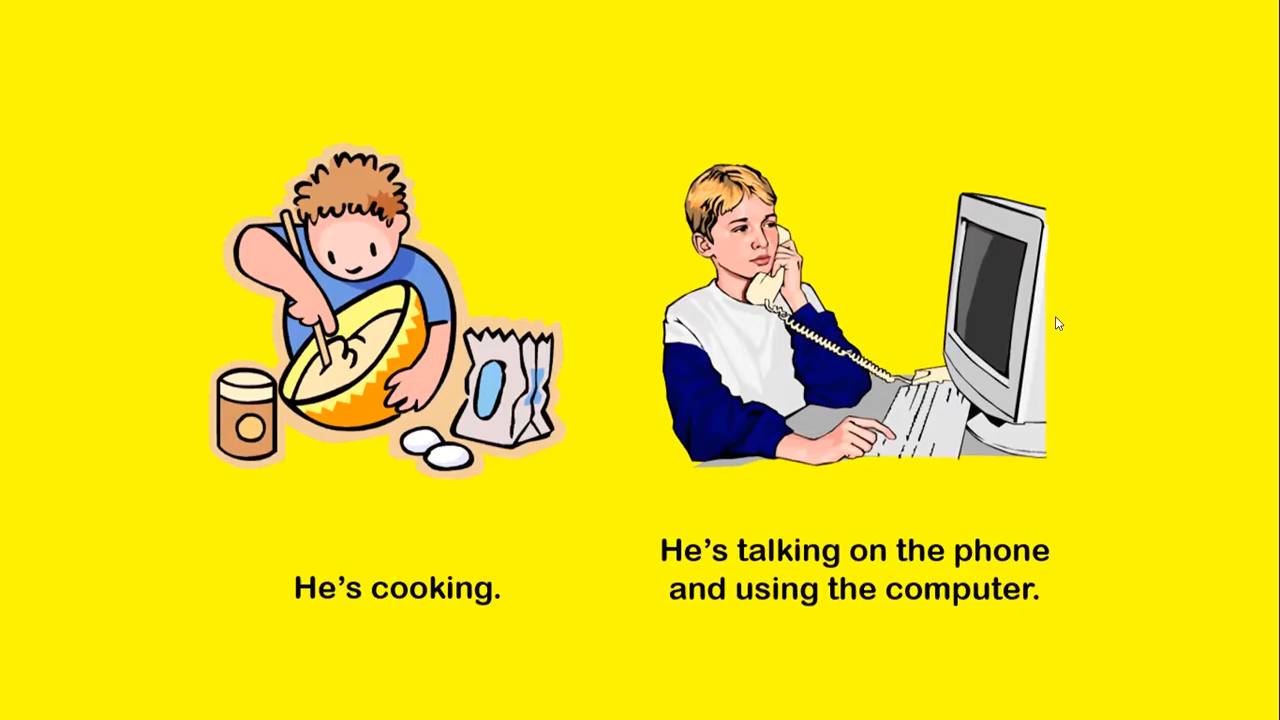 He’s cooking.
He’s talking on the phone
and using the computer.